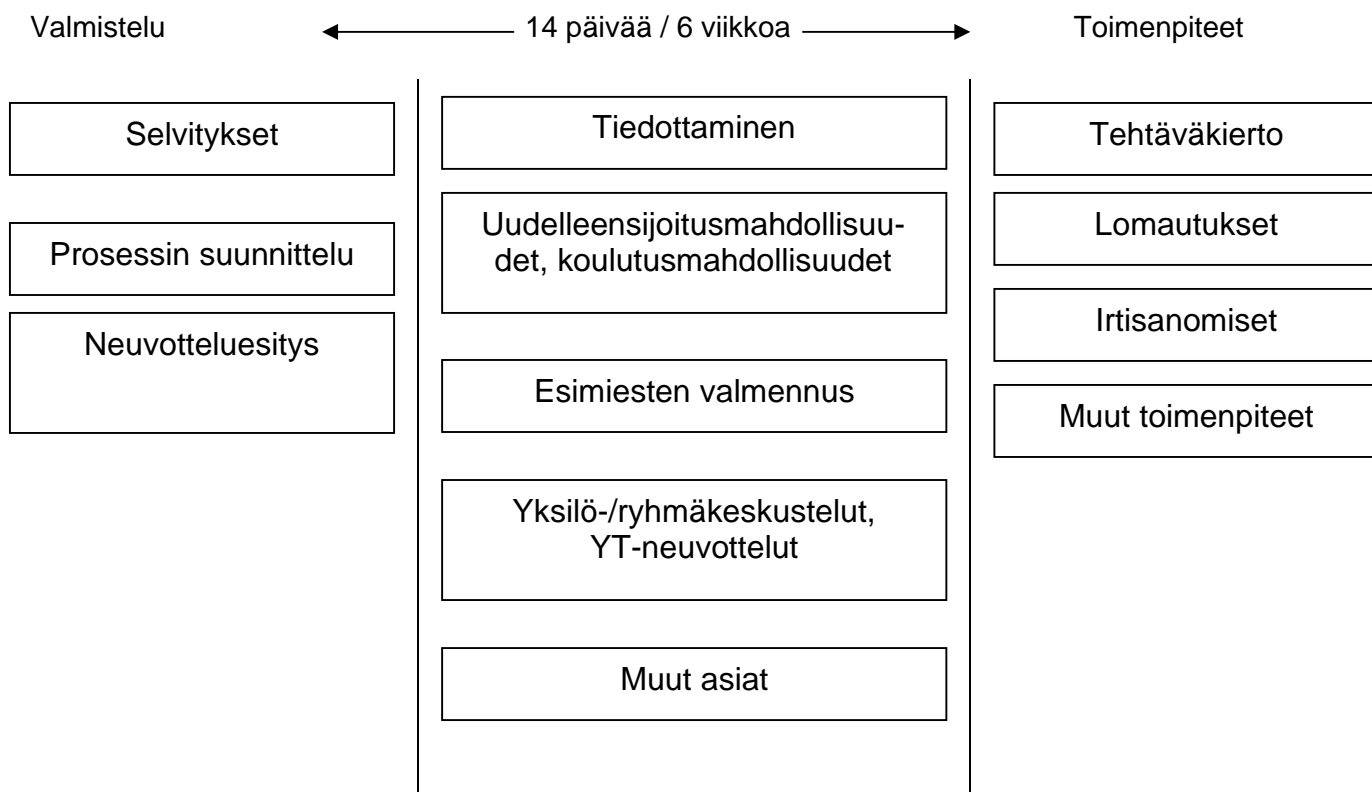 Valmistelu
14 päivää / 6 viikkoa
Toimenpiteet
Selvitykset
Prosessin suunnittelu
Neuvotteluesitys
Tiedottaminen
Uudelleensijoitusmahdollisuu-
det, koulutusmahdollisuudet
Esimiesten valmennus
Yksilö-/ryhmäkeskustelut,
YT-neuvottelut
Muut asiat
Tehtäväkierto
Lomautukset
Irtisanomiset
Muut toimenpiteet